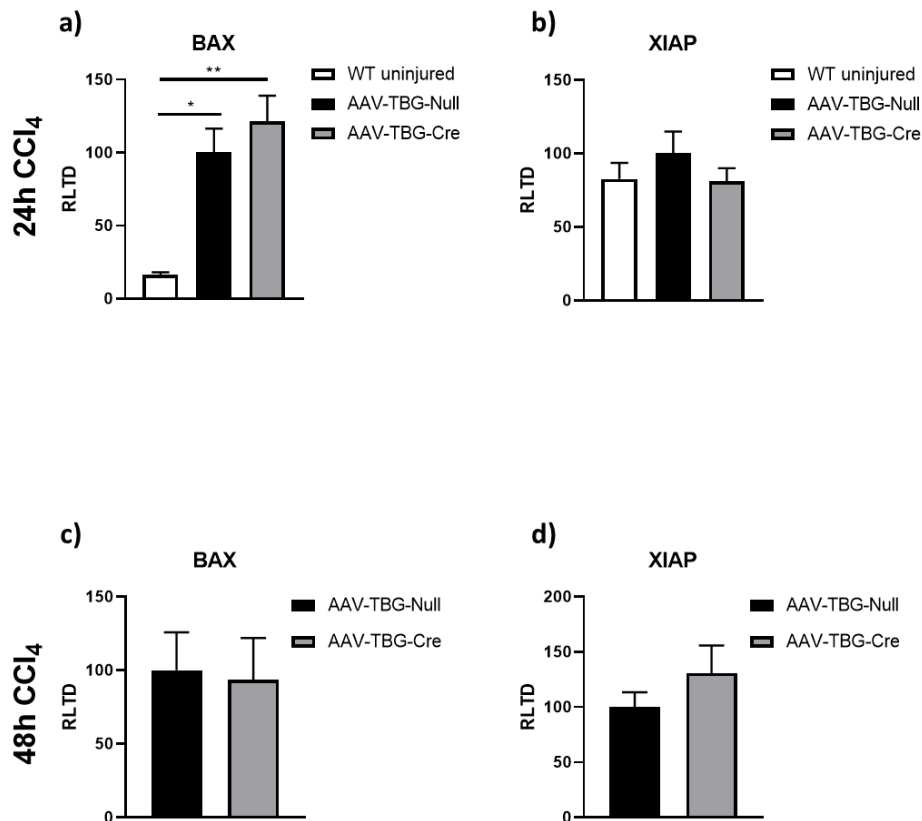 a)
BAX
**
*
150
100
50
0
RLTD
WT uninjured
AAV-TBG-Null
AAV-TBG-Cre
24h CCl₄
b)
XIAP
150
100
50
0
RLTD
WT uninjured
AAV-TBG-Null
AAV-TBG-Cre
c)
BAX
150
100
50
0
RLTD
AAV-TBG-Null
AAV-TBG-Cre
48h CCl₄
d)
XIAP
200
150
100
50
0
RLTD
AAV-TBG-Null
AAV-TBG-Cre